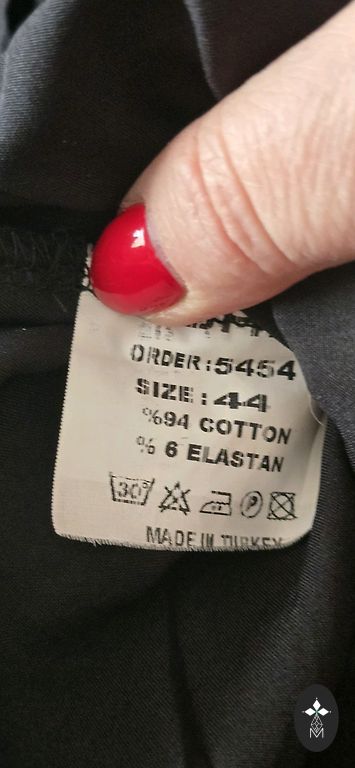 ORDER:5454
SIZE:44
%94 COTTON
% 6 ELASTAN
30°
MADE IN TURKEY
M